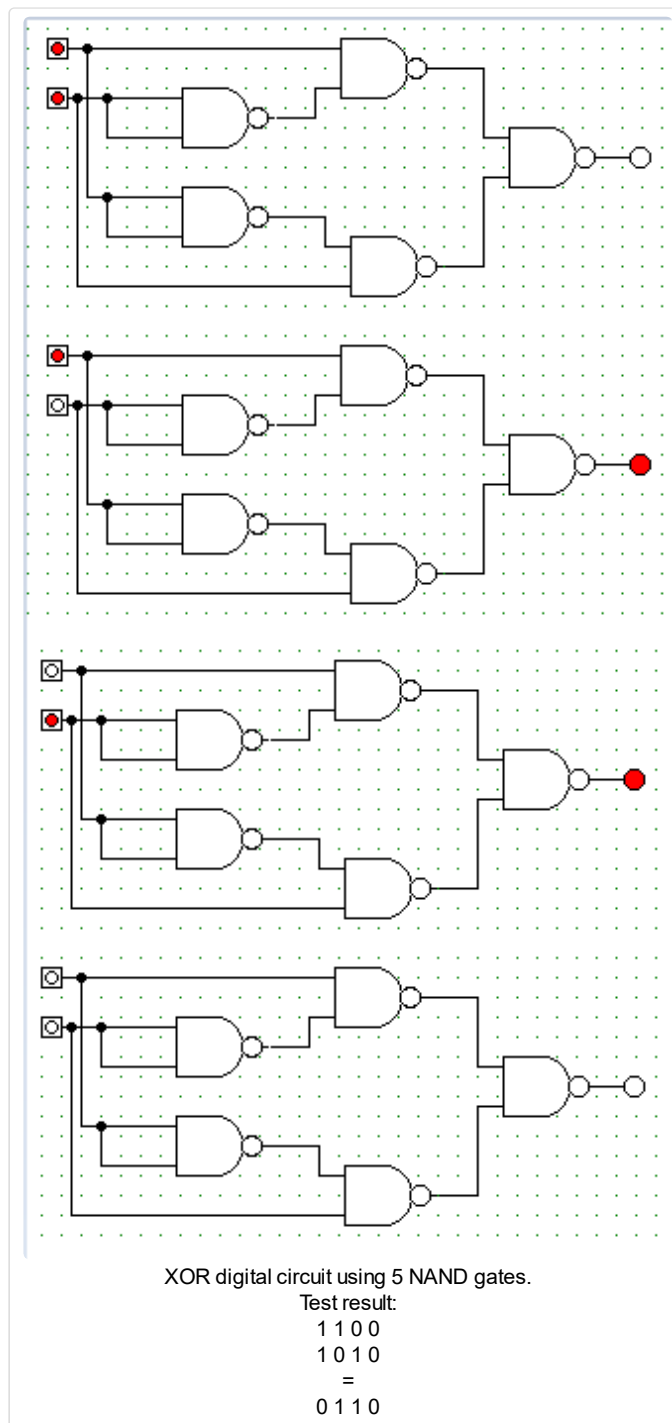 XOR digital circuit using 5 NAND gates.
Test result:
1 1 0 0
1 0 1 0
=
0 1 1 0